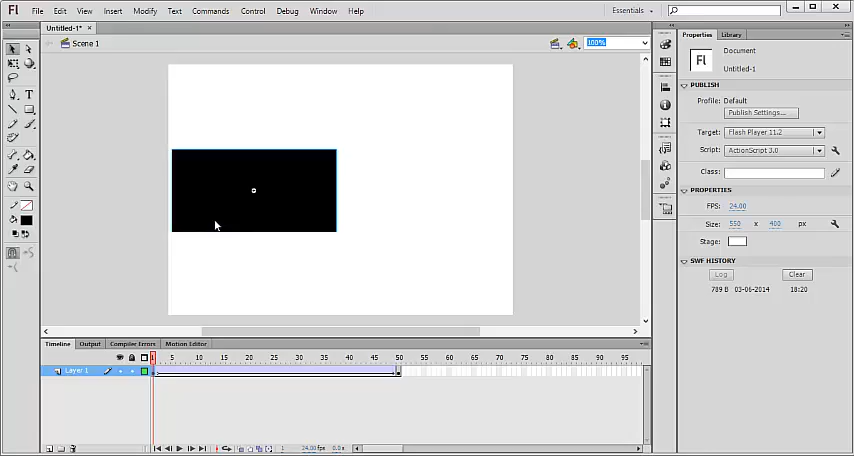 Fl File Edit View Insert Modify Text Commands Control Debug Window Help Essentials
Untitled-1* ×
Scene 1 100%
Properties Library
Fl Document
Untitled-1
PUBLISH
Profile: Default
Publish Settings...
Target: Flash Player 11.2
Script: ActionScript 3.0
Class:
PROPERTIES
FPS: 24.00
Size: 550 x 400 px
Stage:
SWF HISTORY
Log Clear
789 B 03-06-2014 18:20
Timeline Output Compiler Errors Motion Editor
1 5 10 15 20 25 30 35 40 45 50 55 60 65 70 75 80 85 90 95
Layer 1
1 24.00 fps 0.0 s